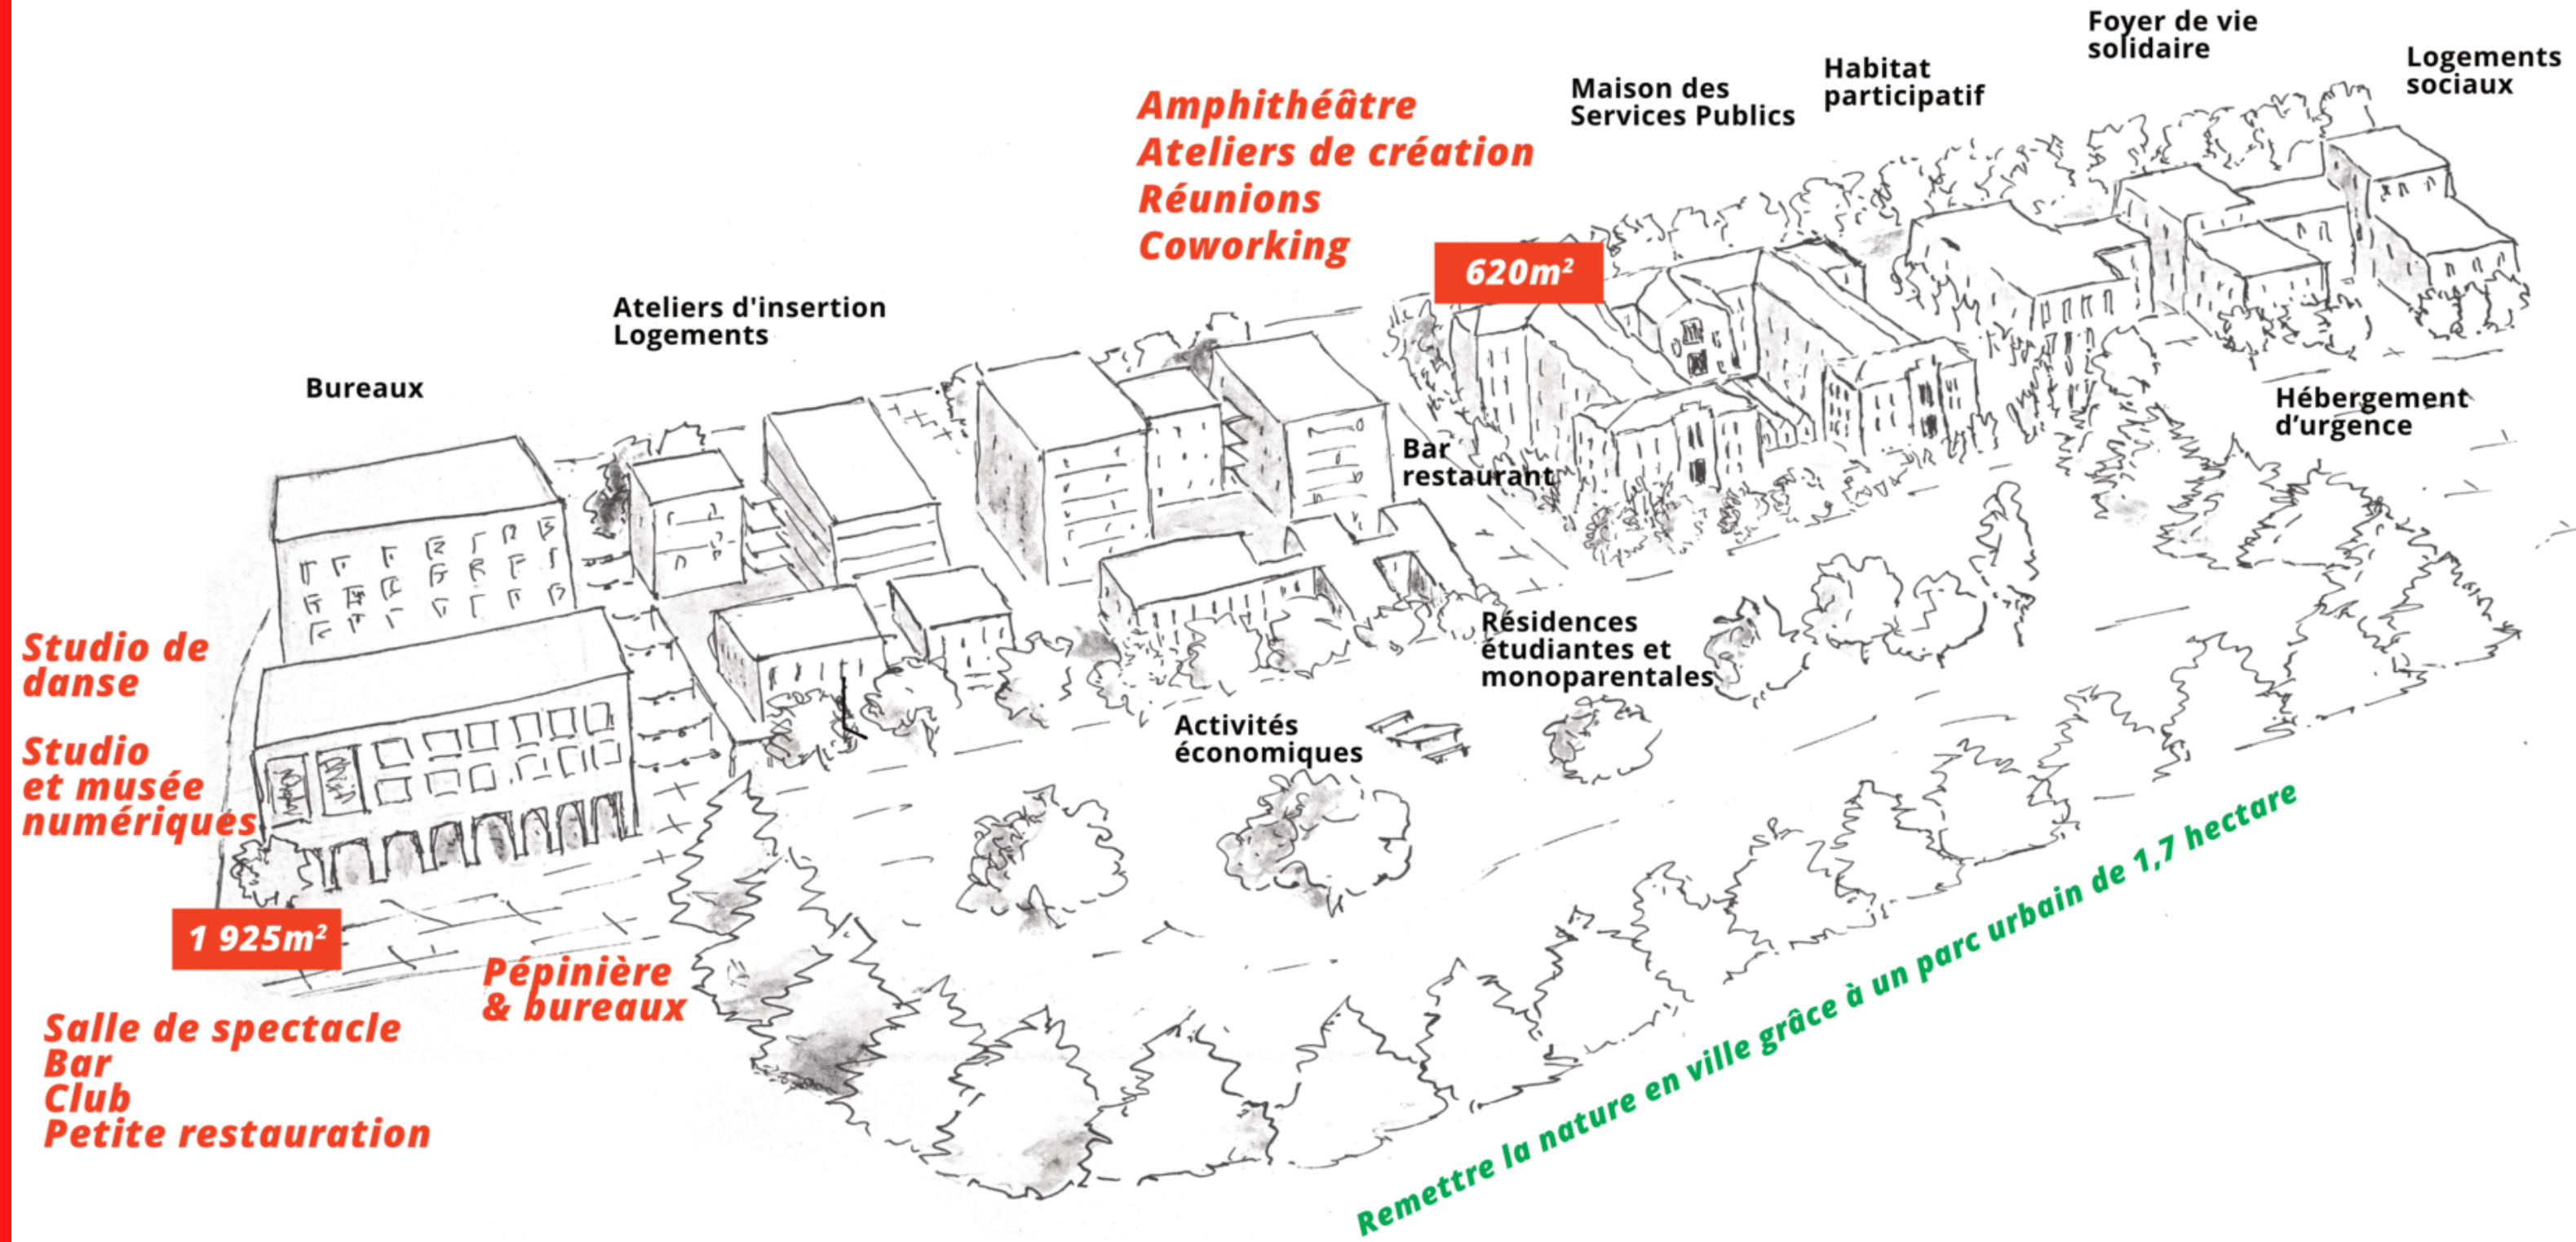 Foyer de vie
solidaire
Logements
sociaux
Habitat
participatif
Maison des
Services Publics
Amphithéâtre
Ateliers de création
Réunions
Coworking
620m²
Ateliers d'insertion
Logements
Bureaux
Hébergement
d'urgence
Bar
restaurant
Résidences
étudiantes et
monoparentales
Activités
économiques
Studio de
danse
Studio
et musée
numériques
1 925m²
Pépinière
& bureaux
Salle de spectacle
Bar
Club
Petite restauration
Remettre la nature en ville grâce à un parc urbain de 1,7 hectare